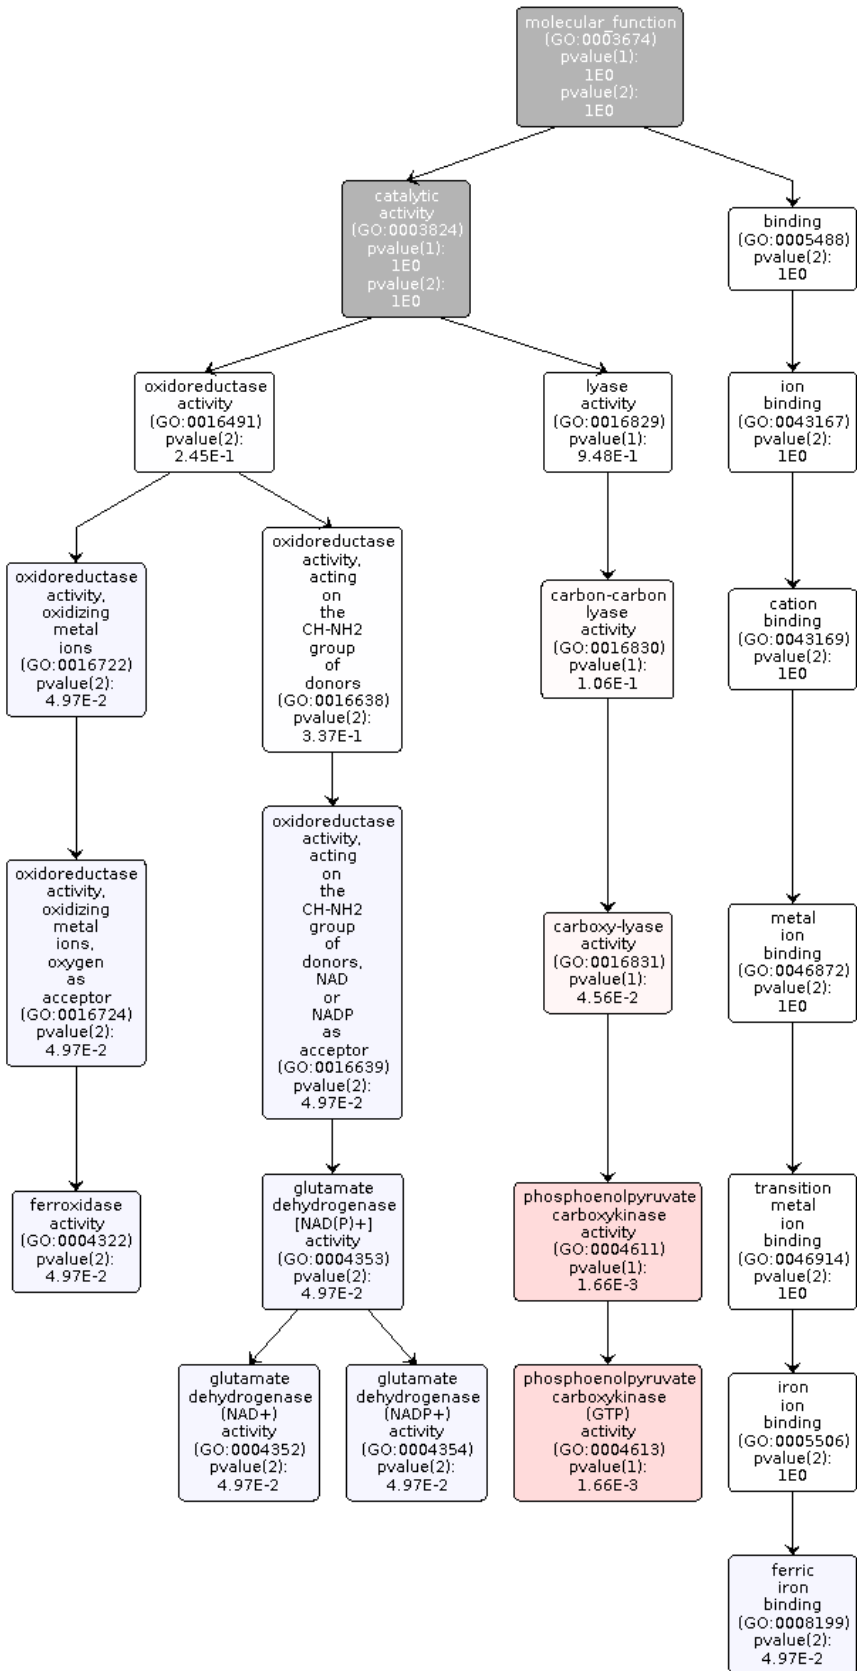 molecular_function
(GO:0003674)
pvalue(1):
1E0
pvalue(2):
1E0
catalytic
activity
(GO:0003824)
pvalue(1):
1E0
pvalue(2):
1E0
binding
(GO:0005488)
pvalue(2):
1E0
oxidoreductase
activity
(GO:0016491)
pvalue(2):
2.45E-1
lyase
activity
(GO:0016829)
pvalue(1):
9.48E-1
ion
binding
(GO:0043167)
pvalue(2):
1E0
oxidoreductase
activity,
oxidizing
metal
ions
(GO:0016722)
pvalue(2):
4.97E-2
oxidoreductase
activity,
acting
on
the
CH-NH2
group
of
donors
(GO:0016638)
pvalue(2):
3.37E-1
carbon-carbon
lyase
activity
(GO:0016830)
pvalue(1):
1.06E-1
cation
binding
(GO:0043169)
pvalue(2):
1E0
oxidoreductase
activity,
oxidizing
metal
ions,
oxygen
as
acceptor
(GO:0016724)
pvalue(2):
4.97E-2
oxidoreductase
activity,
acting
on
the
CH-NH2
group
of
donors,
NAD
or
NADP
as
acceptor
(GO:0016639)
pvalue(2):
4.97E-2
carboxy-lyase
activity
(GO:0016831)
pvalue(1):
4.56E-2
metal
ion
binding
(GO:0046872)
pvalue(2):
1E0
ferroxidase
activity
(GO:0004322)
pvalue(2):
4.97E-2
glutamate
dehydrogenase
[NAD(P)+]
activity
(GO:0004353)
pvalue(2):
4.97E-2
phosphoenolpyruvate
carboxykinase
activity
(GO:0004611)
pvalue(1):
1.66E-3
transition
metal
ion
binding
(GO:0046914)
pvalue(2):
1E0
glutamate
dehydrogenase
(NAD+)
activity
(GO:0004352)
pvalue(2):
4.97E-2
glutamate
dehydrogenase
(NADP+)
activity
(GO:0004354)
pvalue(2):
4.97E-2
phosphoenolpyruvate
carboxykinase
(GTP)
activity
(GO:0004613)
pvalue(1):
1.66E-3
iron
ion
binding
(GO:0005506)
pvalue(2):
1E0
ferric
iron
binding
(GO:0008199)
pvalue(2):
4.97E-2